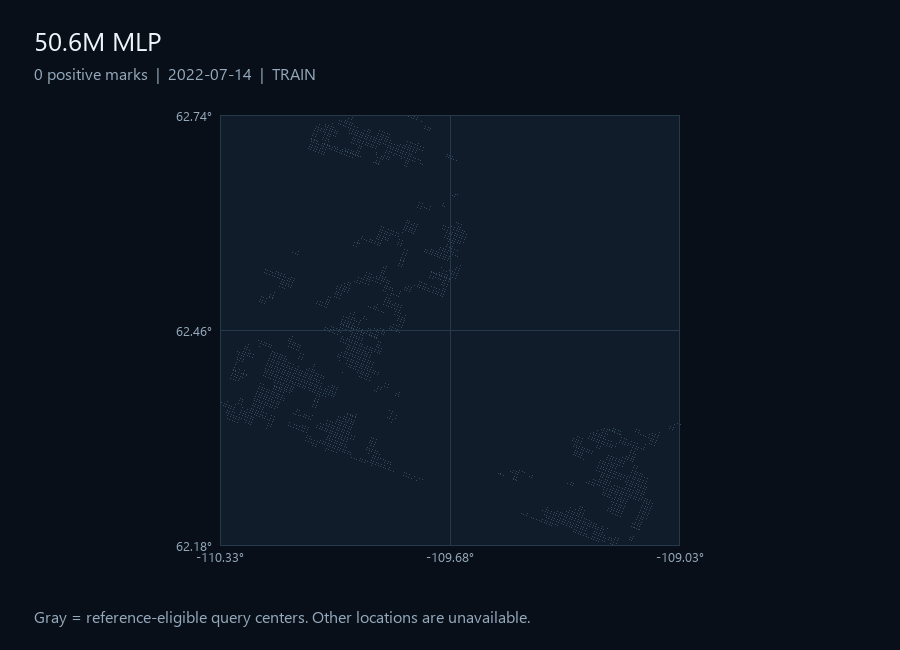 50.6M MLP
0 positive marks | 2022-07-14 | TRAIN
62.74°
62.46°
62.18°
-110.33°
-109.68°
-109.03°
Gray = reference-eligible query centers. Other locations are unavailable.